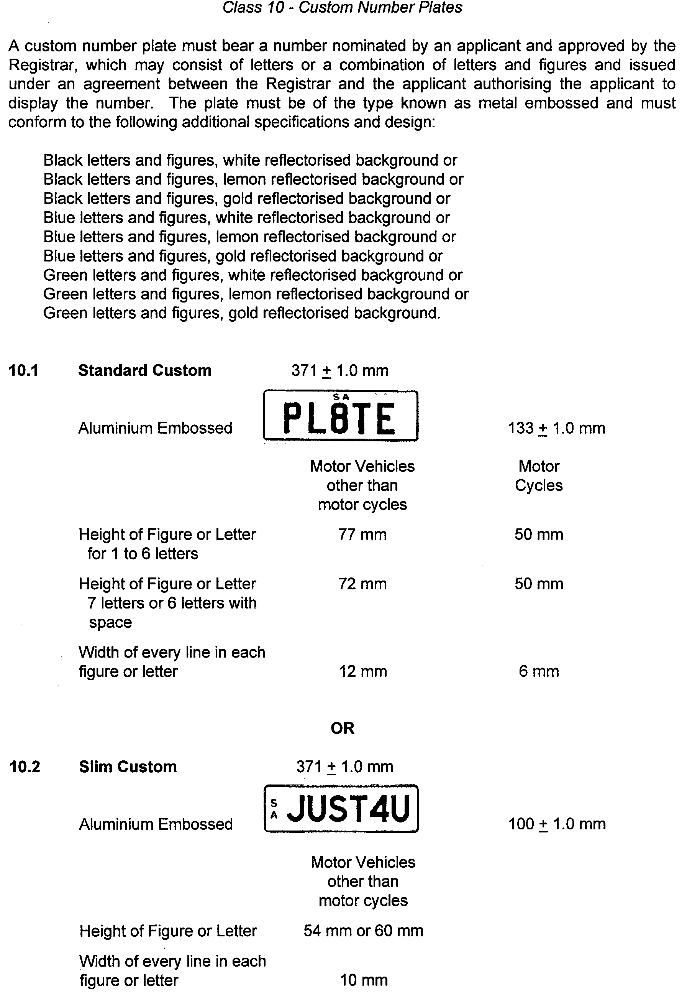 Class 10 - Custom Number Plates
A custom number plate must bear a number nominated by an applicant and approved by the
Registrar, which may consist of letters or a combination of letters and figures and issued
under an agreement between the Registrar and the applicant authorising the applicant to
display the number. The plate must be of the type known as metal embossed and must
conform to the following additional specifications and design:
Black letters and figures, white reflectorised background or
Black letters and figures, lemon reflectorised background or
Black letters and figures, gold reflectorised background or
Blue letters and figures, white reflectorised background or
Blue letters and figures, lemon reflectorised background or
Blue letters and figures, gold reflectorised background or
Green letters and figures, white reflectorised background or
Green letters and figures, lemon reflectorised background or
Green letters and figures, gold reflectorised background.
10.1 Standard Custom 371 ± 1.0 mm
SA
PL8TE
Aluminium Embossed 133 ± 1.0 mm
Motor Vehicles Motor
other than Cycles
motor cycles
Height of Figure or Letter 77 mm 50 mm
for 1 to 6 letters
Height of Figure or Letter 72 mm 50 mm
7 letters or 6 letters with
space
Width of every line in each
figure or letter 12 mm 6 mm
OR
10.2 Slim Custom 371 ± 1.0 mm
SA JUST4U
Aluminium Embossed 100 ± 1.0 mm
Motor Vehicles
other than
motor cycles
Height of Figure or Letter 54 mm or 60 mm
Width of every line in each
figure or letter 10 mm